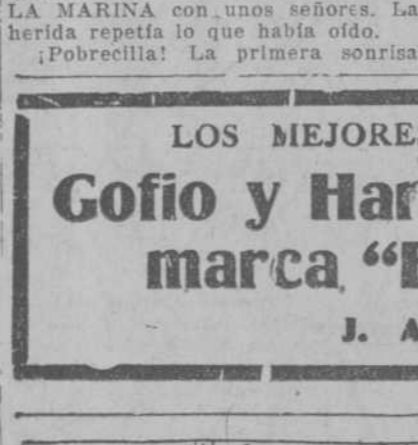 LA MARINA con unos señores. La
herida repetía lo que había oído.
¡Pobrecilla! La primera sonrisa
LOS MEJORE
Gofio y Har
marca "
J. A